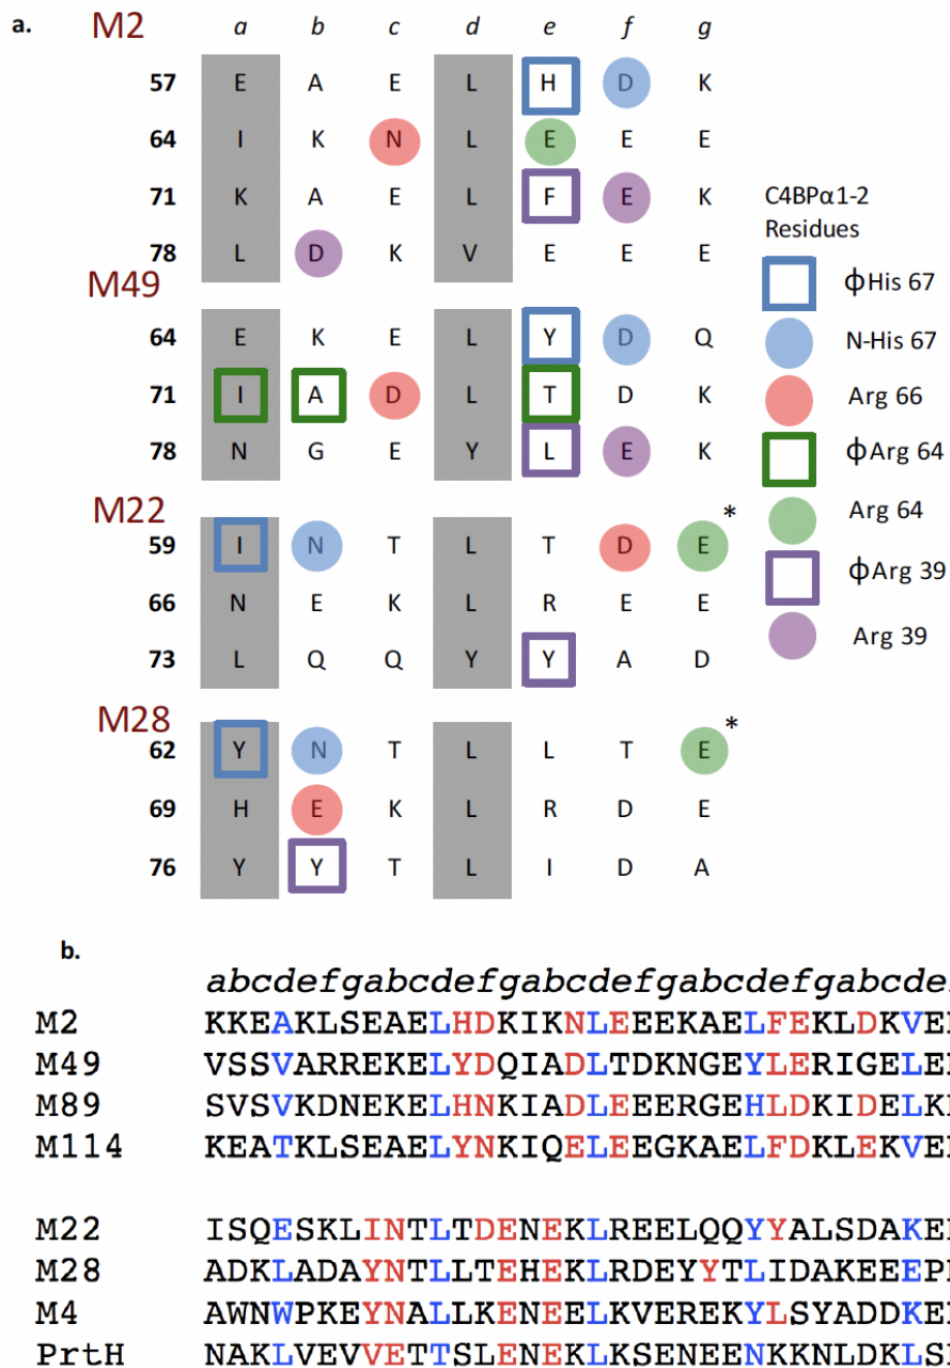 a. M2 a b c d e f g
57 E A E L H D K
64 I K N L E E E
71 K A E L F E K
78 L D K V E E E
M49
64 E K E L Y D Q
71 I A D L T D K
78 N G E Y L E K
M22
59 I N T L T D E *
66 N E K L R E E
73 L Q Q Y Y A D
M28
62 Y N T L L T E *
69 H E K L R D E
76 Y Y T L I D A
C4BPα1-2
Residues
ϕHis 67
N-His 67
Arg 66
ϕArg 64
Arg 64
ϕArg 39
Arg 39
b.
abcdefgabcdefgabcdefgabcdefgabcde
M2 KKEAKLSEAELHDKIKNLEEEKAELFEKLDKVE
M49 VSSVARREKELYDQIADLTDKNGEYLERIGELE
M89 SVSVKDNEKELHNKIADLEEERGEHLDKIDELK
M114 KEATKLSEAELYNKIQELEEGKAELFDKLEKVE
M22 ISQESKLINTLTDENEKLREELQQYYALSDAKE
M28 ADKLADAYNTLLTEHEKLRDEYYTLIDAKEEEP
M4 AWNWPKEYNALLKENEELKVEREKYLSYADDKE
PrtH NAKLVEVVETTSLENEKLKSENEENKKNLDKLS